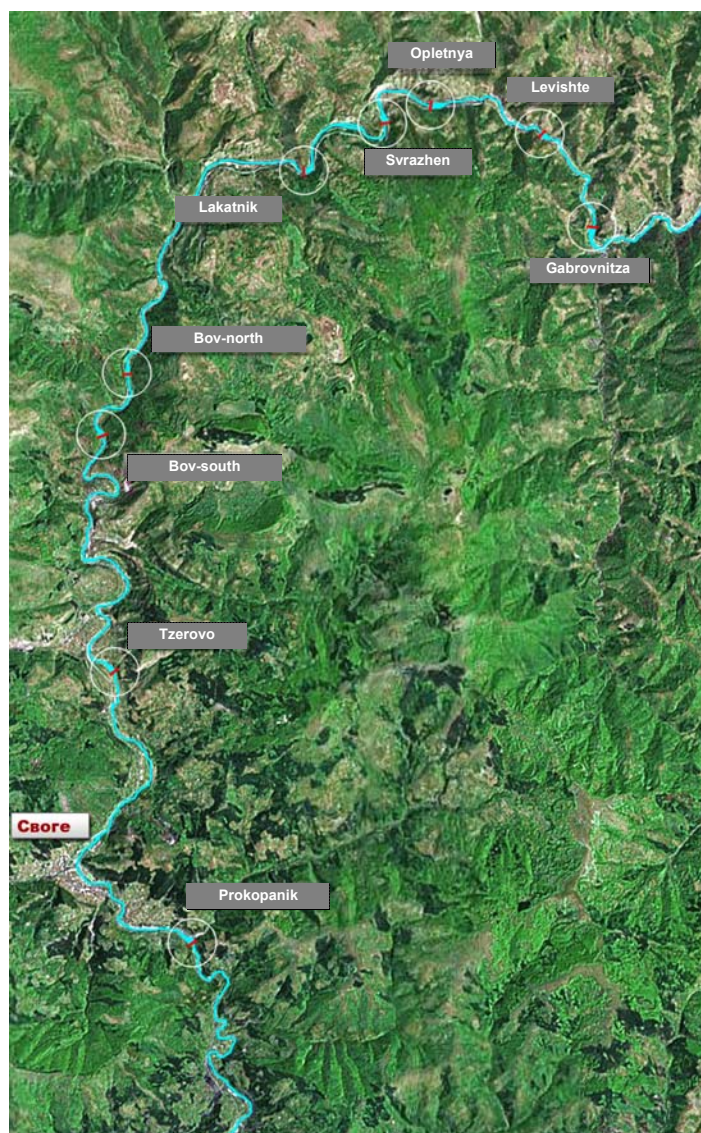 Opletnya
Levishte
Svrazhen
Lakatnik
Gabrovnitza
Bov-north
Bov-south
Tzerovo
Своге
Prokopanik